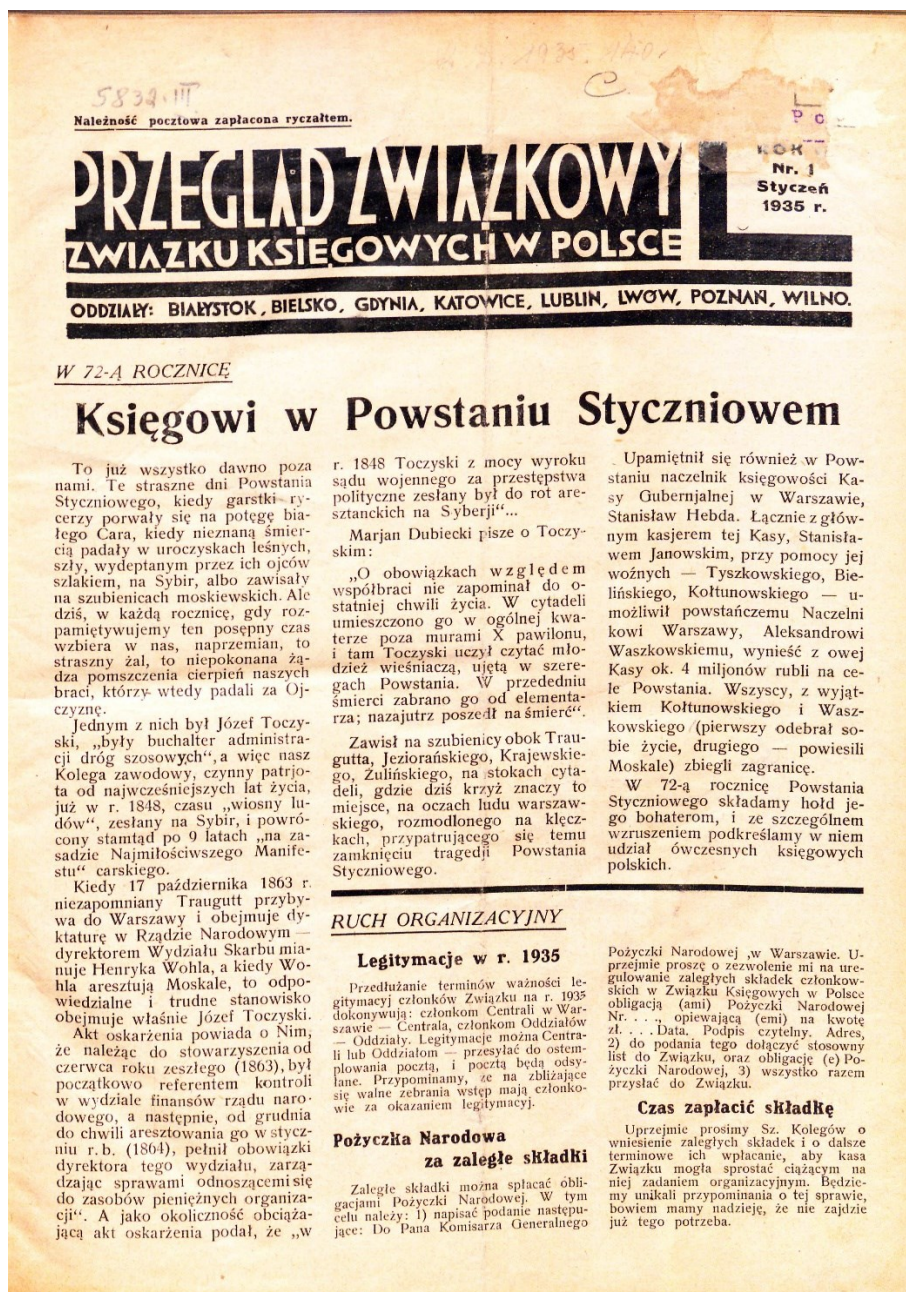 5832.III
Należność pocztowa zapłacona ryczałtem.
PRZEGLĄD ZWIĄZKOWY
ZWIĄZKU KSIĘGOWYCH W POLSCE
ROK
Nr. 1
Styczeń
1935 r.
ODDZIAŁY: BIAŁYSTOK, BIELSKO, GDYNIA, KATOWICE, LUBLIN, LWÓW, POZNAŃ, WILNO.
W 72-Ą ROCZNICĘ
Księgowi w Powstaniu Styczniowem
To już wszystko dawno poza
nami. Te straszne dni Powstania
Styczniowego, kiedy garstki ry-
cerzy porwały się na potęgę bia-
łego Cara, kiedy nieznaną śmier-
cią padały w uroczyskach leśnych,
szły, wydeptanym przez ich ojców
szlakiem, na Sybir, albo zawisały
na szubienicach moskiewskich. Ale
dziś, w każdą rocznicę, gdy roz-
pamiętywujemy ten posępny czas
wzbiera w nas, naprzemian, to
straszny żal, to niepokonana żą-
dza pomszczenia cierpień naszych
braci, którzy wtedy padali za Oj-
czyznę.
Jednym z nich był Józef Toczy-
ski, „były buchalter administra-
cji dróg szosowych“, a więc nasz
Kolega zawodowy, czynny patrjo-
ta od najwcześniejszych lat życia,
już w r. 1848, czasu „wiosny lu-
dów“, zesłany na Sybir, i powró-
cony stamtąd po 9 latach „na za-
sadzie Najmiłościwszego Manife-
stu“ carskiego.
Kiedy 17 października 1863 r.
niezapomniany Traugutt przyby-
wa do Warszawy i obejmuje dy-
ktaturę w Rządzie Narodowym —
dyrektorem Wydziału Skarbu mia-
nuje Henryka Wohla, a kiedy Wo-
hla aresztują Moskale, to odpo-
wiedzialne i trudne stanowisko
obejmuje właśnie Józef Toczyski.
Akt oskarżenia powiada o Nim,
że należąc do stowarzyszenia od
czerwca roku zeszłego (1863), był
początkowo referentem kontroli
w wydziale finansów rządu naro-
dowego, a następnie, od grudnia
do chwili aresztowania go w stycz-
niu r. b. (1864), pełnił obowiązki
dyrektora tego wydziału, zarzą-
dzając sprawami odnoszącemi się
do zasobów pieniężnych organiza-
cji“. A jako okoliczność obciąża-
jącą akt oskarżenia podał, że „w
r. 1848 Toczyski z mocy wyroku
sądu wojennego za przestępstwa
polityczne zesłany był do rot are-
sztanckich na Syberji“...
Marjan Dubiecki pisze o Toczy-
skim:
„O obowiązkach względem
współbraci nie zapominał do o-
statniej chwili życia. W cytadeli
umieszczono go w ogólnej kwa-
terze poza murami X pawilonu,
i tam Toczyski uczył czytać mło-
dzież wieśniaczą, ujętą w szere-
gach Powstania. W przededniu
śmierci zabrano go od elementa-
rza; nazajutrz poszedł na śmierć“.
Zawisł na szubienicy obok Trau-
gutta, Jeziorańskiego, Krajewskie-
go, Żulińskiego, na stokach cyta-
deli, gdzie dziś krzyż znaczy to
miejsce, na oczach ludu warszaw-
skiego, rozmodlonego na klęcz-
kach, przypatrującego się temu
zamknięciu tragedji Powstania
Styczniowego.
Upamiętnił się również w Pow-
staniu naczelnik księgowości Ka-
sy Gubernjalnej w Warszawie,
Stanisław Hebda. Łącznie z głów-
nym kasjerem tej Kasy, Stanisła-
wem Janowskim, przy pomocy jej
woźnych — Tyszkowskiego, Bie-
lińskiego, Kołtunowskiego — u-
możliwił powstańczemu Naczelni
kowi Warszawy, Aleksandrowi
Waszkowskiemu, wynieść z owej
Kasy ok. 4 miljonów rubli na ce-
le Powstania. Wszyscy, z wyjąt-
kiem Kołtunowskiego i Wasz-
kowskiego (pierwszy odebrał so-
bie życie, drugiego — powiesili
Moskale) zbiegli zagranicę.
W 72-ą rocznicę Powstania
Styczniowego składamy hołd je-
go bohaterom, i ze szczególnem
wzruszeniem podkreślamy w niem
udział ówczesnych księgowych
polskich.
RUCH ORGANIZACYJNY
Legitymacje w r. 1935
Przedłużanie terminów ważności le-
gitymacyj członków Związku na r. 1935
dokonywują: członkom Centrali w War-
szawie — Centrala, członkom Oddziałów
— Oddziały. Legitymacje można Centra-
li lub Oddziałom — przesyłać do ostem-
plowania pocztą, i pocztą będą odsy-
łane. Przypominamy, że na zbliżające
się walne zebrania wstęp mają członko-
wie za okazaniem legitymacyj.
Pożyczka Narodowa
za zaległe składki
Zaległe składki można spłacać obli-
gacjami Pożyczki Narodowej. W tym
celu należy: 1) napisać podanie następu-
jące: Do Pana Komisarza Generalnego
Pożyczki Narodowej ,w Warszawie. U-
przejmie proszę o zezwolenie mi na ure-
gulowanie zaległych składek członkow-
skich w Związku Księgowych w Polsce
obligacją (ami) Pożyczki Narodowej
Nr. . . ., opiewającą (emi) na kwotę
zł. . . . Data. Podpis czytelny. Adres,
2) do podania tego dołączyć stosowny
list do Związku, oraz obligację (e) Po-
życzki Narodowej, 3) wszystko razem
przysłać do Związku.
Czas zapłacić składkę
Uprzejmie prosimy Sz. Kolegów o
wniesienie zaległych składek i o dalsze
terminowe ich wpłacanie, aby kasa
Związku mogła sprostać ciążącym na
niej zadaniem organizacyjnym. Będzie-
my unikali przypominania o tej sprawie,
bowiem mamy nadzieję, że nie zajdzie
już tego potrzeba.